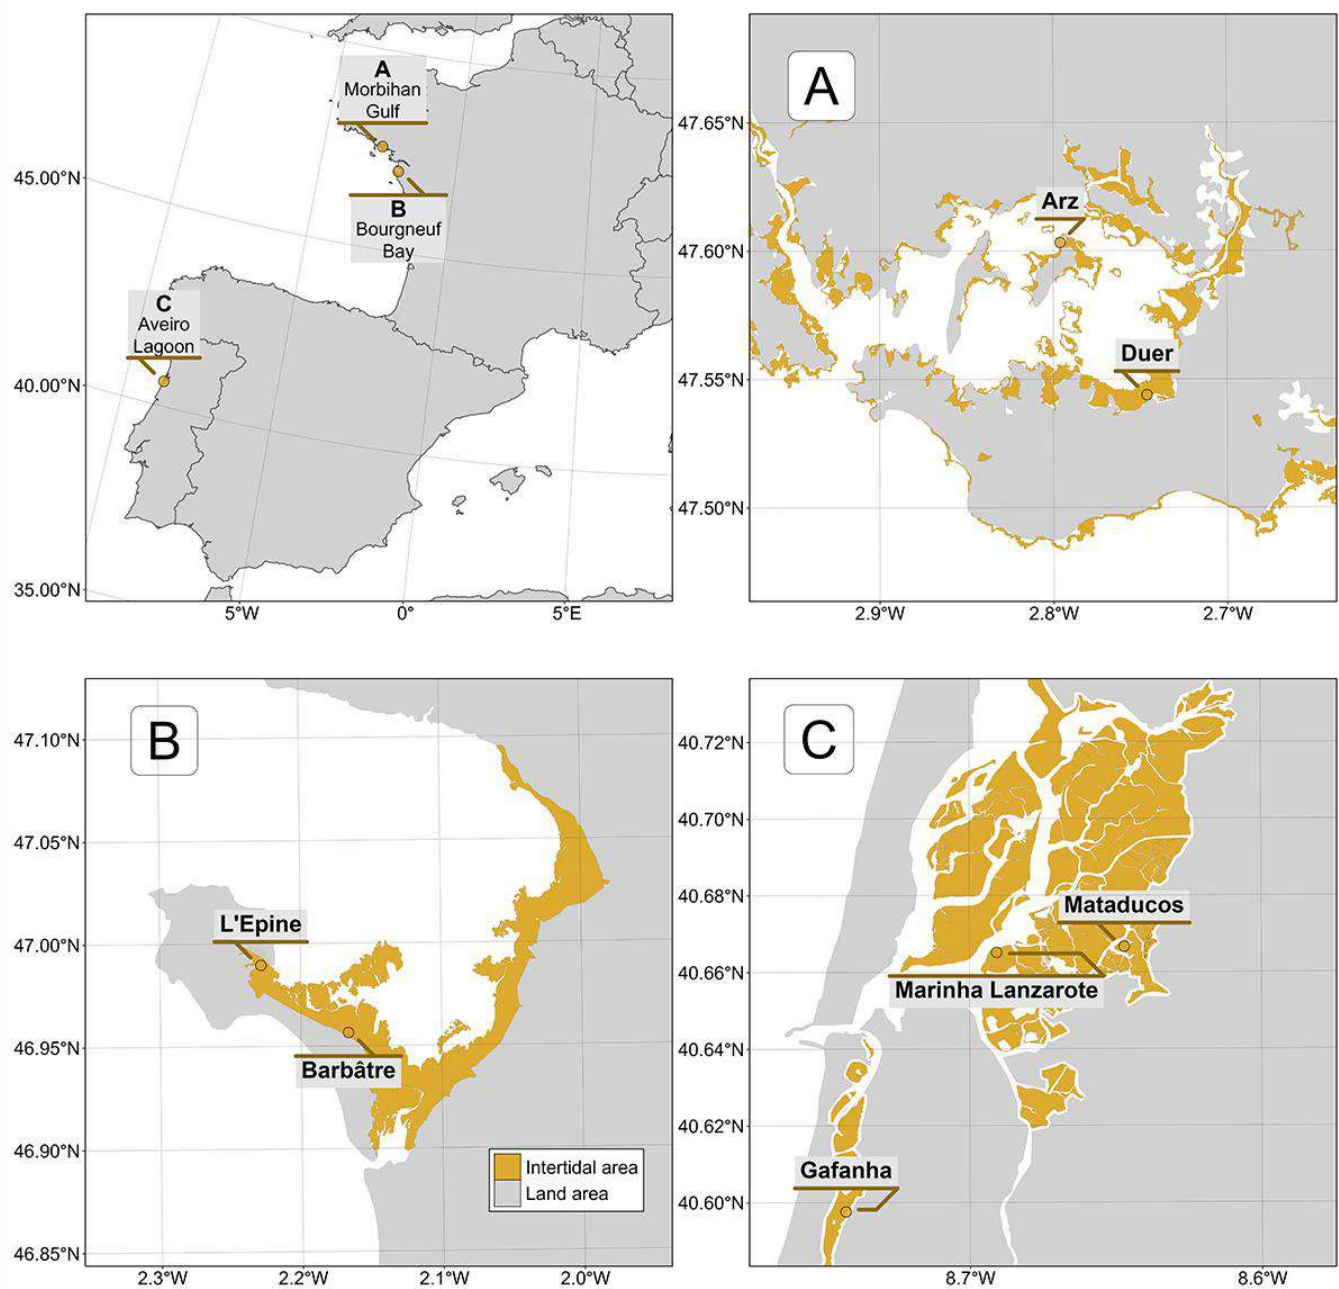 A
Morbihan
Gulf
B
Bourgneuf
Bay
C
Aveiro
Lagoon
45.00°N
40.00°N
35.00°N
5°W
0°
5°E
A
47.65°N
47.60°N
47.55°N
47.50°N
Arz
Duer
2.9°W
2.8°W
2.7°W
B
47.10°N
47.05°N
47.00°N
46.95°N
46.90°N
46.85°N
L'Epine
Barbâtre
Intertidal area
Land area
2.3°W
2.2°W
2.1°W
2.0°W
C
40.72°N
40.70°N
40.68°N
40.66°N
40.64°N
40.62°N
40.60°N
Mataducos
Marinha Lanzarote
Gafanha
8.7°W
8.6°W